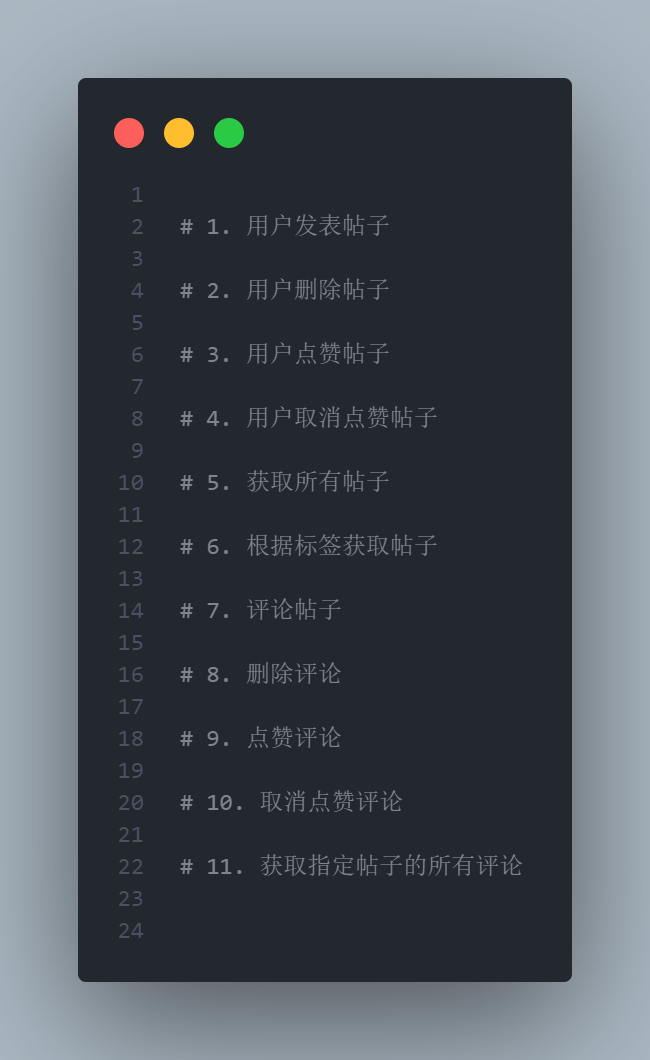 1
2 # 1. 用户发表帖子
3
4 # 2. 用户删除帖子
5
6 # 3. 用户点赞帖子
7
8 # 4. 用户取消点赞帖子
9
10 # 5. 获取所有帖子
11
12 # 6. 根据标签获取帖子
13
14 # 7. 评论帖子
15
16 # 8. 删除评论
17
18 # 9. 点赞评论
19
20 # 10. 取消点赞评论
21
22 # 11. 获取指定帖子的所有评论
23
24